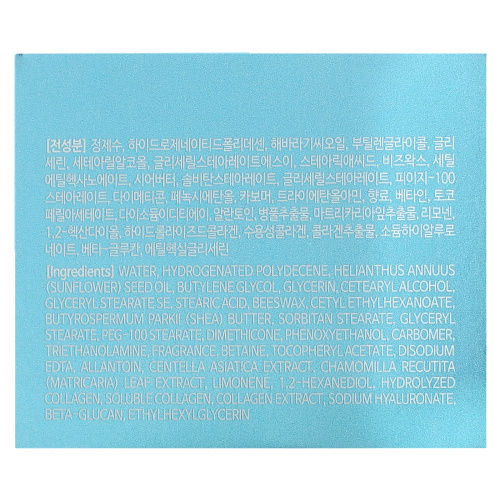 [전성분] 정제수, 하이드로제네이티드폴리데센, 해바라기씨오일, 부틸렌글라이콜, 글리
세린, 세테아릴알코올, 글리세릴스테아레이트에스이, 스테아릭애씨드, 비즈왁스, 세틸
에틸헥사노에이트, 시어버터, 솔비탄스테아레이트, 글리세릴스테아레이트, 피이지-100
스테아레이트, 다이메티콘, 페녹시에탄올, 카보머, 트라이에탄올아민, 향료, 베타인, 토코
페릴아세테이트, 다이소듐이디티에이, 알란토인, 병풀추출물, 마트리카리아잎추출물, 리모넨,
1,2-헥산다이올, 하이드롤라이즈드콜라겐, 수용성콜라겐, 콜라겐추출물, 소듐하이알루로
네이트, 베타-글루칸, 에틸헥실글리세린
[Ingredients] WATER, HYDROGENATED POLYDECENE, HELIANTHUS ANNUUS
(SUNFLOWER) SEED OIL, BUTYLENE GLYCOL, GLYCERIN, CETEARYL ALCOHOL,
GLYCERYL STEARATE SE, STEARIC ACID, BEESWAX, CETYL ETHYLHEXANOATE,
BUTYROSPERMUM PARKII (SHEA) BUTTER, SORBITAN STEARATE, GLYCERYL
STEARATE, PEG-100 STEARATE, DIMETHICONE, PHENOXYETHANOL, CARBOMER,
TRIETHANOLAMINE, FRAGRANCE, BETAINE, TOCOPHERYL ACETATE, DISODIUM
EDTA, ALLANTOIN, CENTELLA ASIATICA EXTRACT, CHAMOMILLA RECUTITA
(MATRICARIA) LEAF EXTRACT, LIMONENE, 1,2-HEXANEDIOL, HYDROLYZED
COLLAGEN, SOLUBLE COLLAGEN, COLLAGEN EXTRACT, SODIUM HYALURONATE,
BETA-GLUCAN, ETHYLHEXYLGLYCERIN